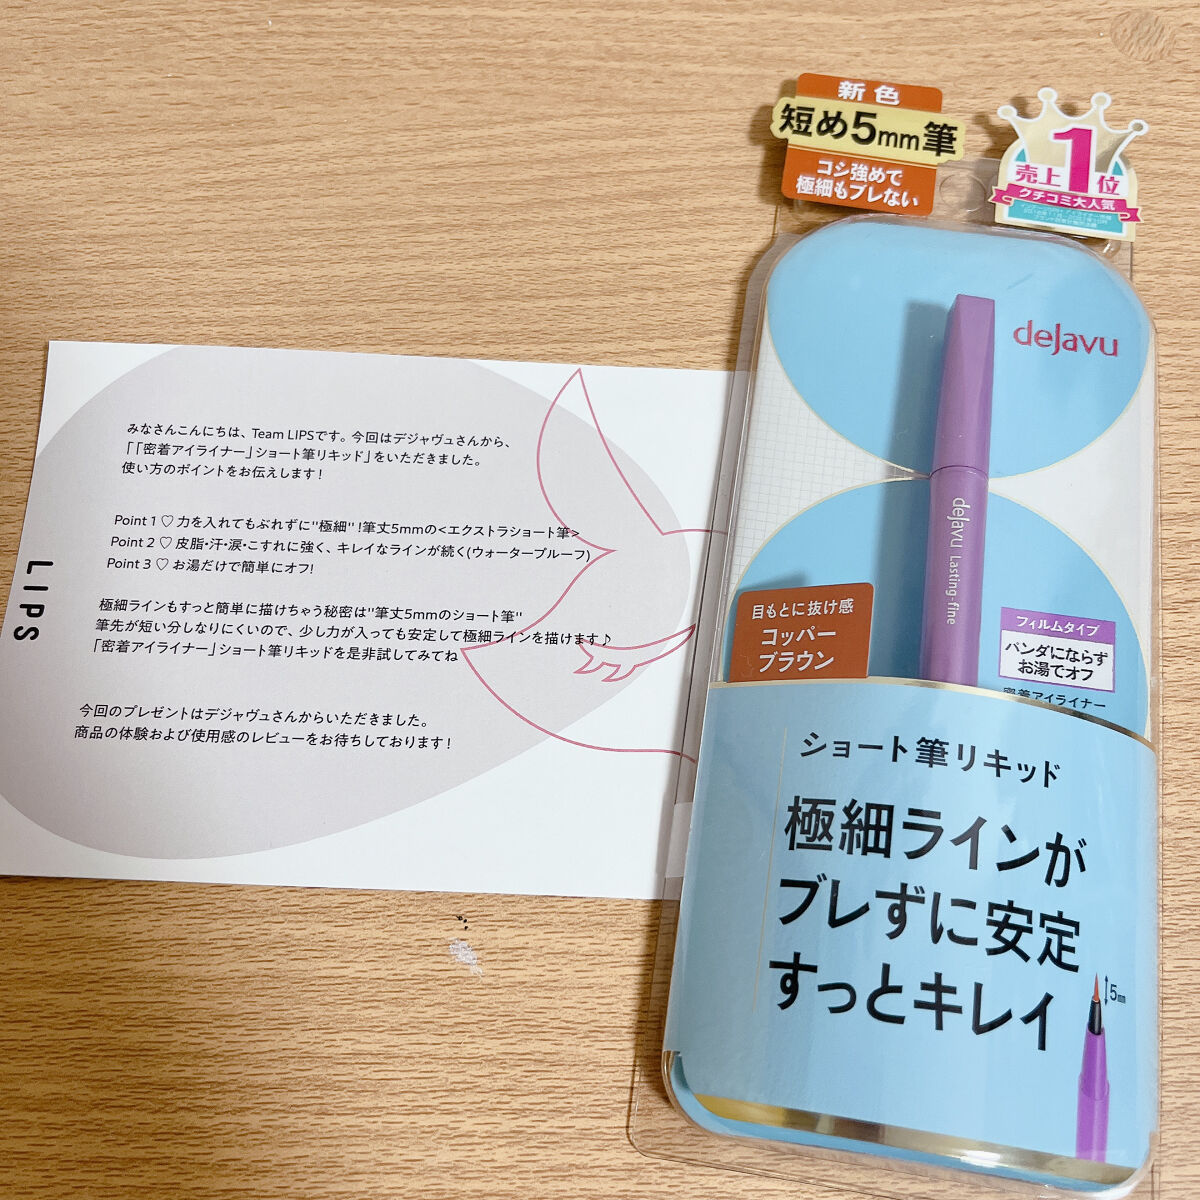 みなさんこんにちは、Team LIPSです。今回はデジャヴュさんから、
「「密着アイライナー」ショート筆リキッド」をいただきました。
使い方のポイントをお伝えします!
Point 1 ♡ 力を入れてもぶれずに"極細"!筆丈5mmの<エクストラショート筆>
Point 2 ♡ 皮脂・汗・涙・こすれに強く、キレイなラインが続く(ウォータープルーフ)
Point 3 ♡ お湯だけで簡単にオフ!
極細ラインもすっと簡単に描けちゃう秘密は"筆丈5mmのショート筆"
筆先が短い分しなりにくいので、少し力が入っても安定して極細ラインを描けます♪
「密着アイライナー」ショート筆リキッドを是非試してみてね
今回のプレゼントはデジャヴュさんからいただきました。
商品の体験および使用感のレビューをお待ちしております!
LIPS
新色
短め5mm筆
コシ強めで
極細もブレない
売上1位
クチコミ大人気
dejavu
dejavu Lasting-fine
目もとに抜け感
コッパー
ブラウン
フィルムタイプ
パンダにならず
お湯でオフ
密着アイライナー
ショート筆リキッド
極細ラインが
ブレずに安定
すっとキレイ
5mm